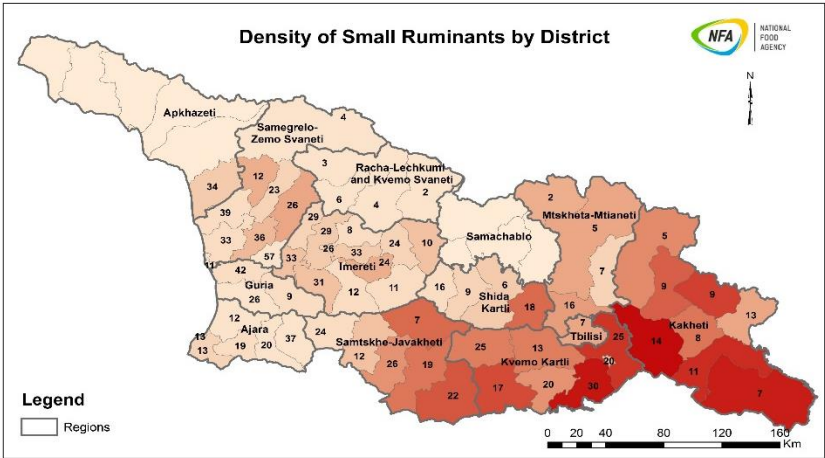 Density of Small Ruminants by District
NFA
NATIONAL
FOOD
AGENCY
N
Apkhazeti
4
Samegrelo-
Zemo Svaneti
3
Racha-Lechkumi
and Kvemo Svaneti
2
12
23
34
26
6
4
2
Mtskheta-Mtianeti
5
39
29
29
8
5
33
36
26
33
24
10
Samachablo
57
33
24
7
9
9
11
42
Imereti
31
12
11
16
9
6
Shida
Kartli
18
16
13
Guria
26
9
12
Ajara
24
7
7
Tbilisi
25
Kakheti
8
14
13
13
19
20
37
Samtskhe-Javakheti
12
26
19
25
13
Kvemo Kartli
20
11
22
17
20
30
7
Legend
Regions
0 20 40 80 120 160
Km